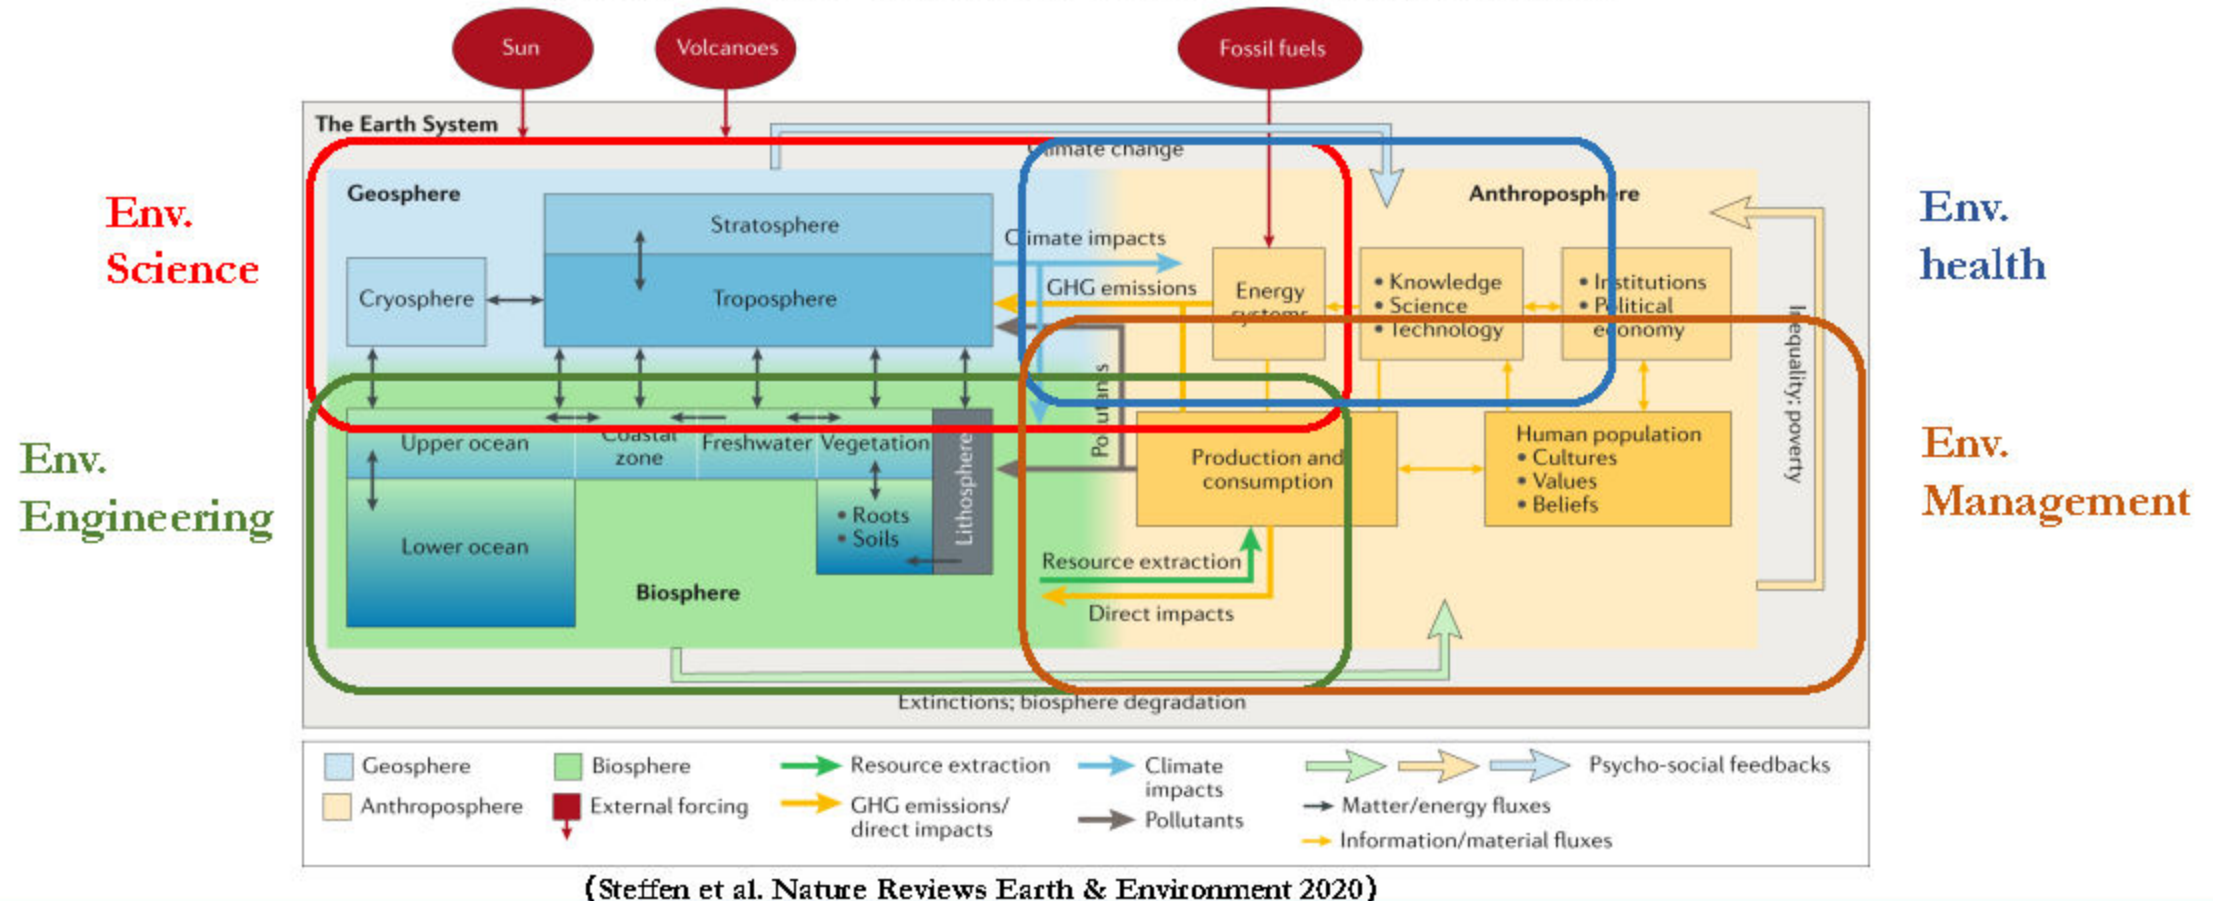 Sun
Volcanoes
Fossil fuels
The Earth System
Climate change
Geosphere
Anthroposphere
Stratosphere
Troposphere
Cryosphere
Climate impacts
GHG emissions
Energy
systems
• Knowledge
• Science
• Technology
• Institutions
• Political
economy
Inequality; poverty
Pollutants
Upper ocean
Coastal
zone
Freshwater
Vegetation
Lithosphere
Lower ocean
• Roots
• Soils
Biosphere
Production and
consumption
Human population
• Cultures
• Values
• Beliefs
Resource extraction
Direct impacts
Extinctions; biosphere degradation
Env.
Science
Env.
health
Env.
Engineering
Env.
Management
Geosphere
Anthroposphere
Biosphere
External forcing
Resource extraction
GHG emissions/
direct impacts
Climate
impacts
Pollutants
Psycho-social feedbacks
Matter/energy fluxes
Information/material fluxes
(Steffen et al. Nature Reviews Earth & Environment 2020)